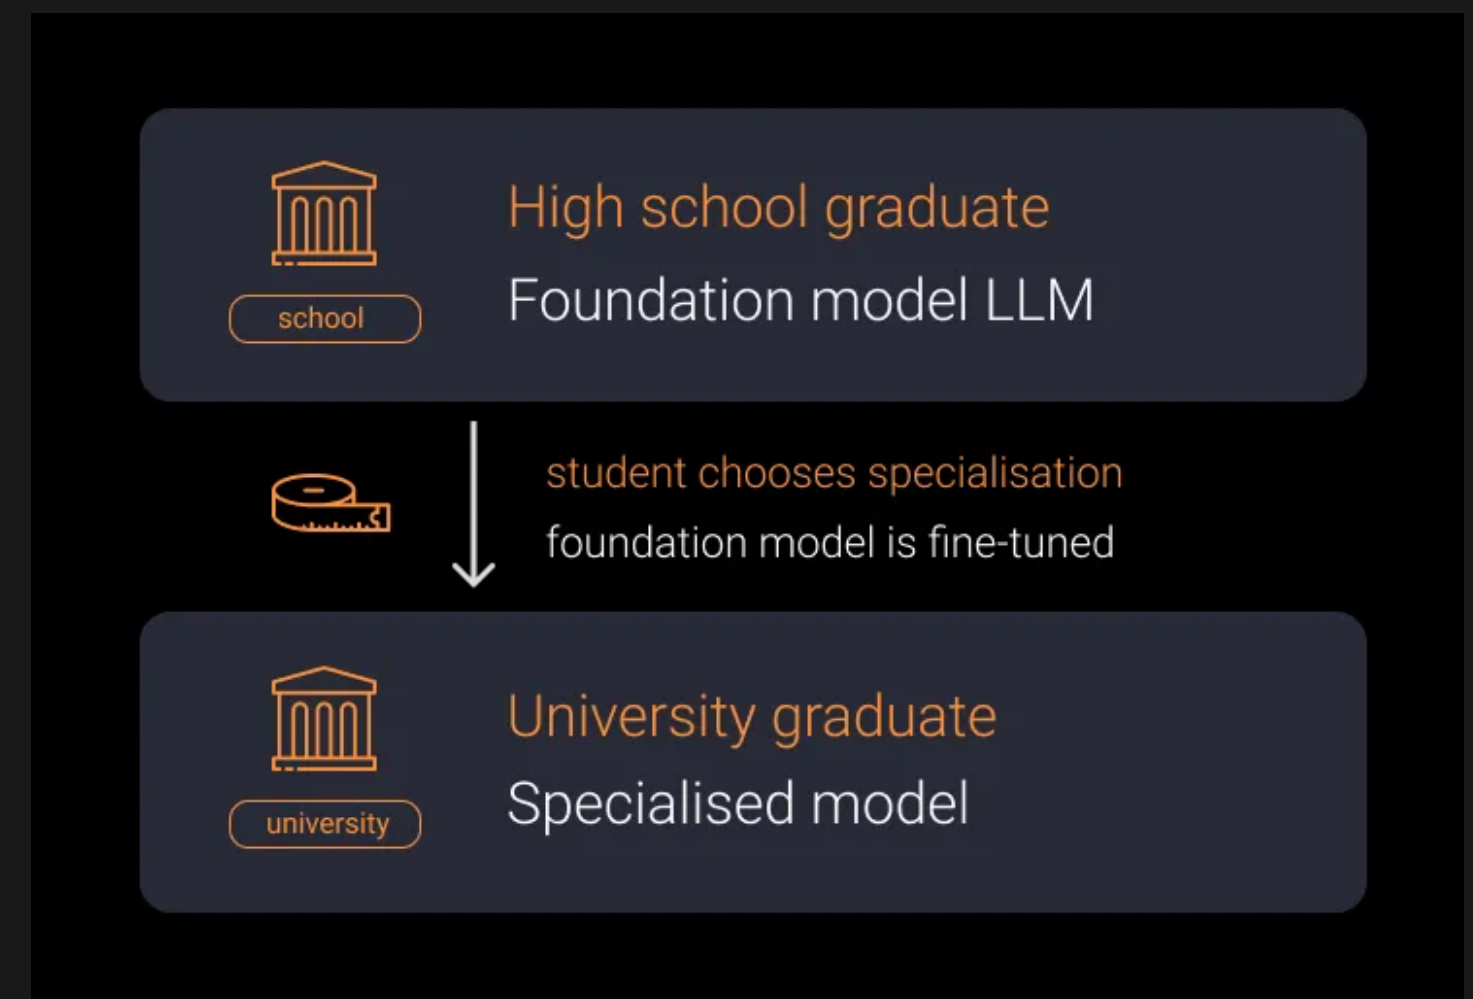 High school graduate
Foundation model LLM
school
student chooses specialisation
foundation model is fine-tuned
University graduate
Specialised model
university